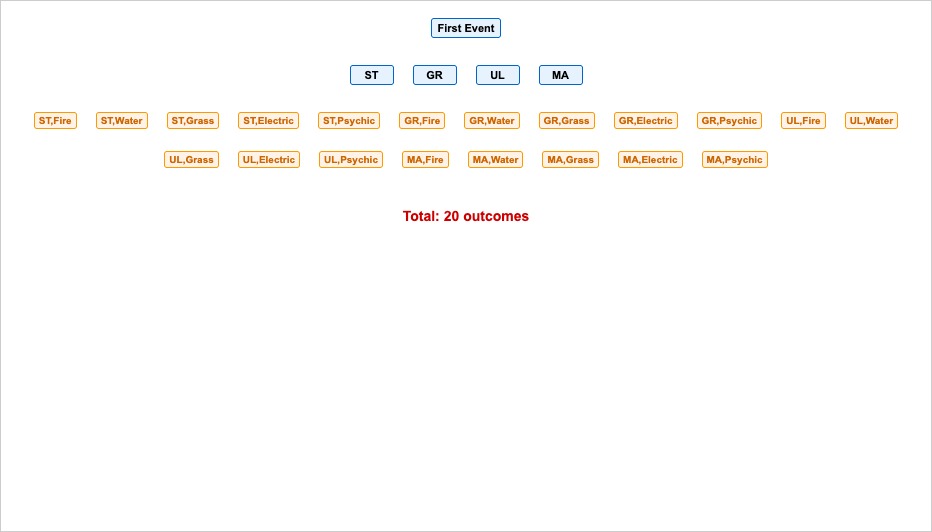 First Event
ST GR UL MA
ST,Fire ST,Water ST,Grass ST,Electric ST,Psychic GR,Fire GR,Water GR,Grass GR,Electric GR,Psychic UL,Fire UL,Water
UL,Grass UL,Electric UL,Psychic MA,Fire MA,Water MA,Grass MA,Electric MA,Psychic
Total: 20 outcomes